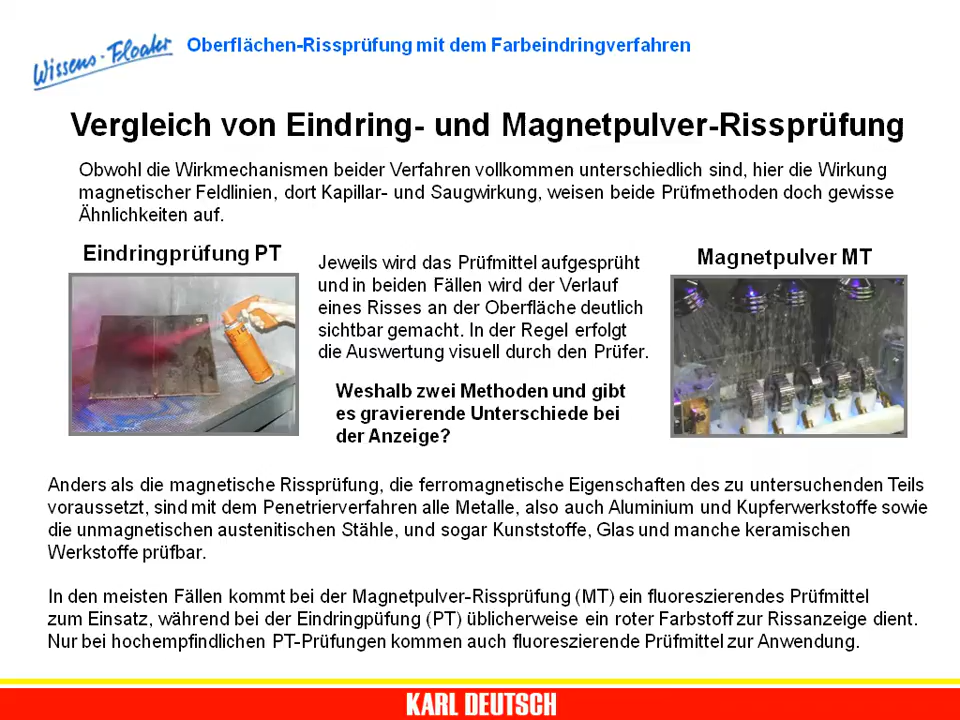 Wissens-Floater
Oberflächen-Rissprüfung mit dem Farbeindringverfahren
Vergleich von Eindring- und Magnetpulver-Rissprüfung
Obwohl die Wirkmechanismen beider Verfahren vollkommen unterschiedlich sind, hier die Wirkung
magnetischer Feldlinien, dort Kapillar- und Saugwirkung, weisen beide Prüfmethoden doch gewisse
Ähnlichkeiten auf.
Eindringprüfung PT
Jeweils wird das Prüfmittel aufgesprüht
und in beiden Fällen wird der Verlauf
eines Risses an der Oberfläche deutlich
sichtbar gemacht. In der Regel erfolgt
die Auswertung visuell durch den Prüfer.
Weshalb zwei Methoden und gibt
es gravierende Unterschiede bei
der Anzeige?
Magnetpulver MT
Anders als die magnetische Rissprüfung, die ferromagnetische Eigenschaften des zu untersuchenden Teils
voraussetzt, sind mit dem Penetrierverfahren alle Metalle, also auch Aluminium und Kupferwerkstoffe sowie
die unmagnetischen austenitischen Stähle, und sogar Kunststoffe, Glas und manche keramischen
Werkstoffe prüfbar.
In den meisten Fällen kommt bei der Magnetpulver-Rissprüfung (MT) ein fluoreszierendes Prüfmittel
zum Einsatz, während bei der Eindringpüfung (PT) üblicherweise ein roter Farbstoff zur Rissanzeige dient.
Nur bei hochempfindlichen PT-Prüfungen kommen auch fluoreszierende Prüfmittel zur Anwendung.
KARL DEUTSCH